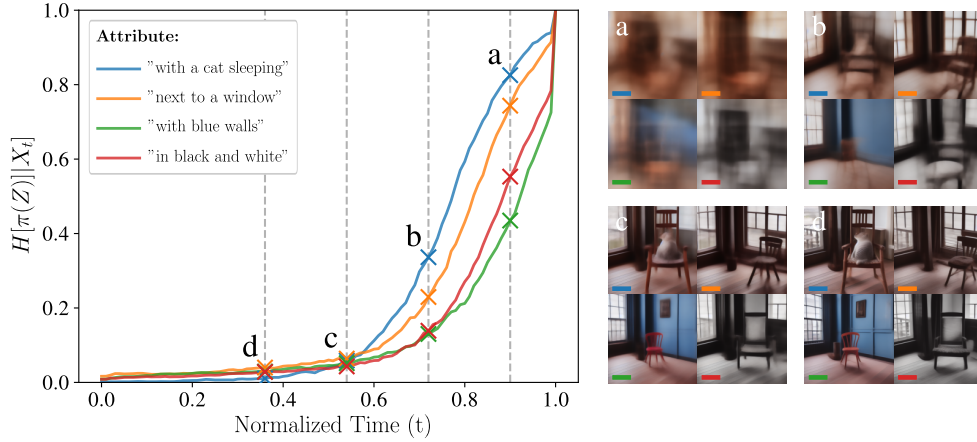 Attribute:
"with a cat sleeping"
"next to a window"
"with blue walls"
"in black and white"
H[π(Z)||X_t]
1.0
0.8
0.6
0.4
0.2
0.0
0.0
0.2
0.4
0.6
0.8
1.0
Normalized Time (t)
a
b
c
d
a
b
c
d